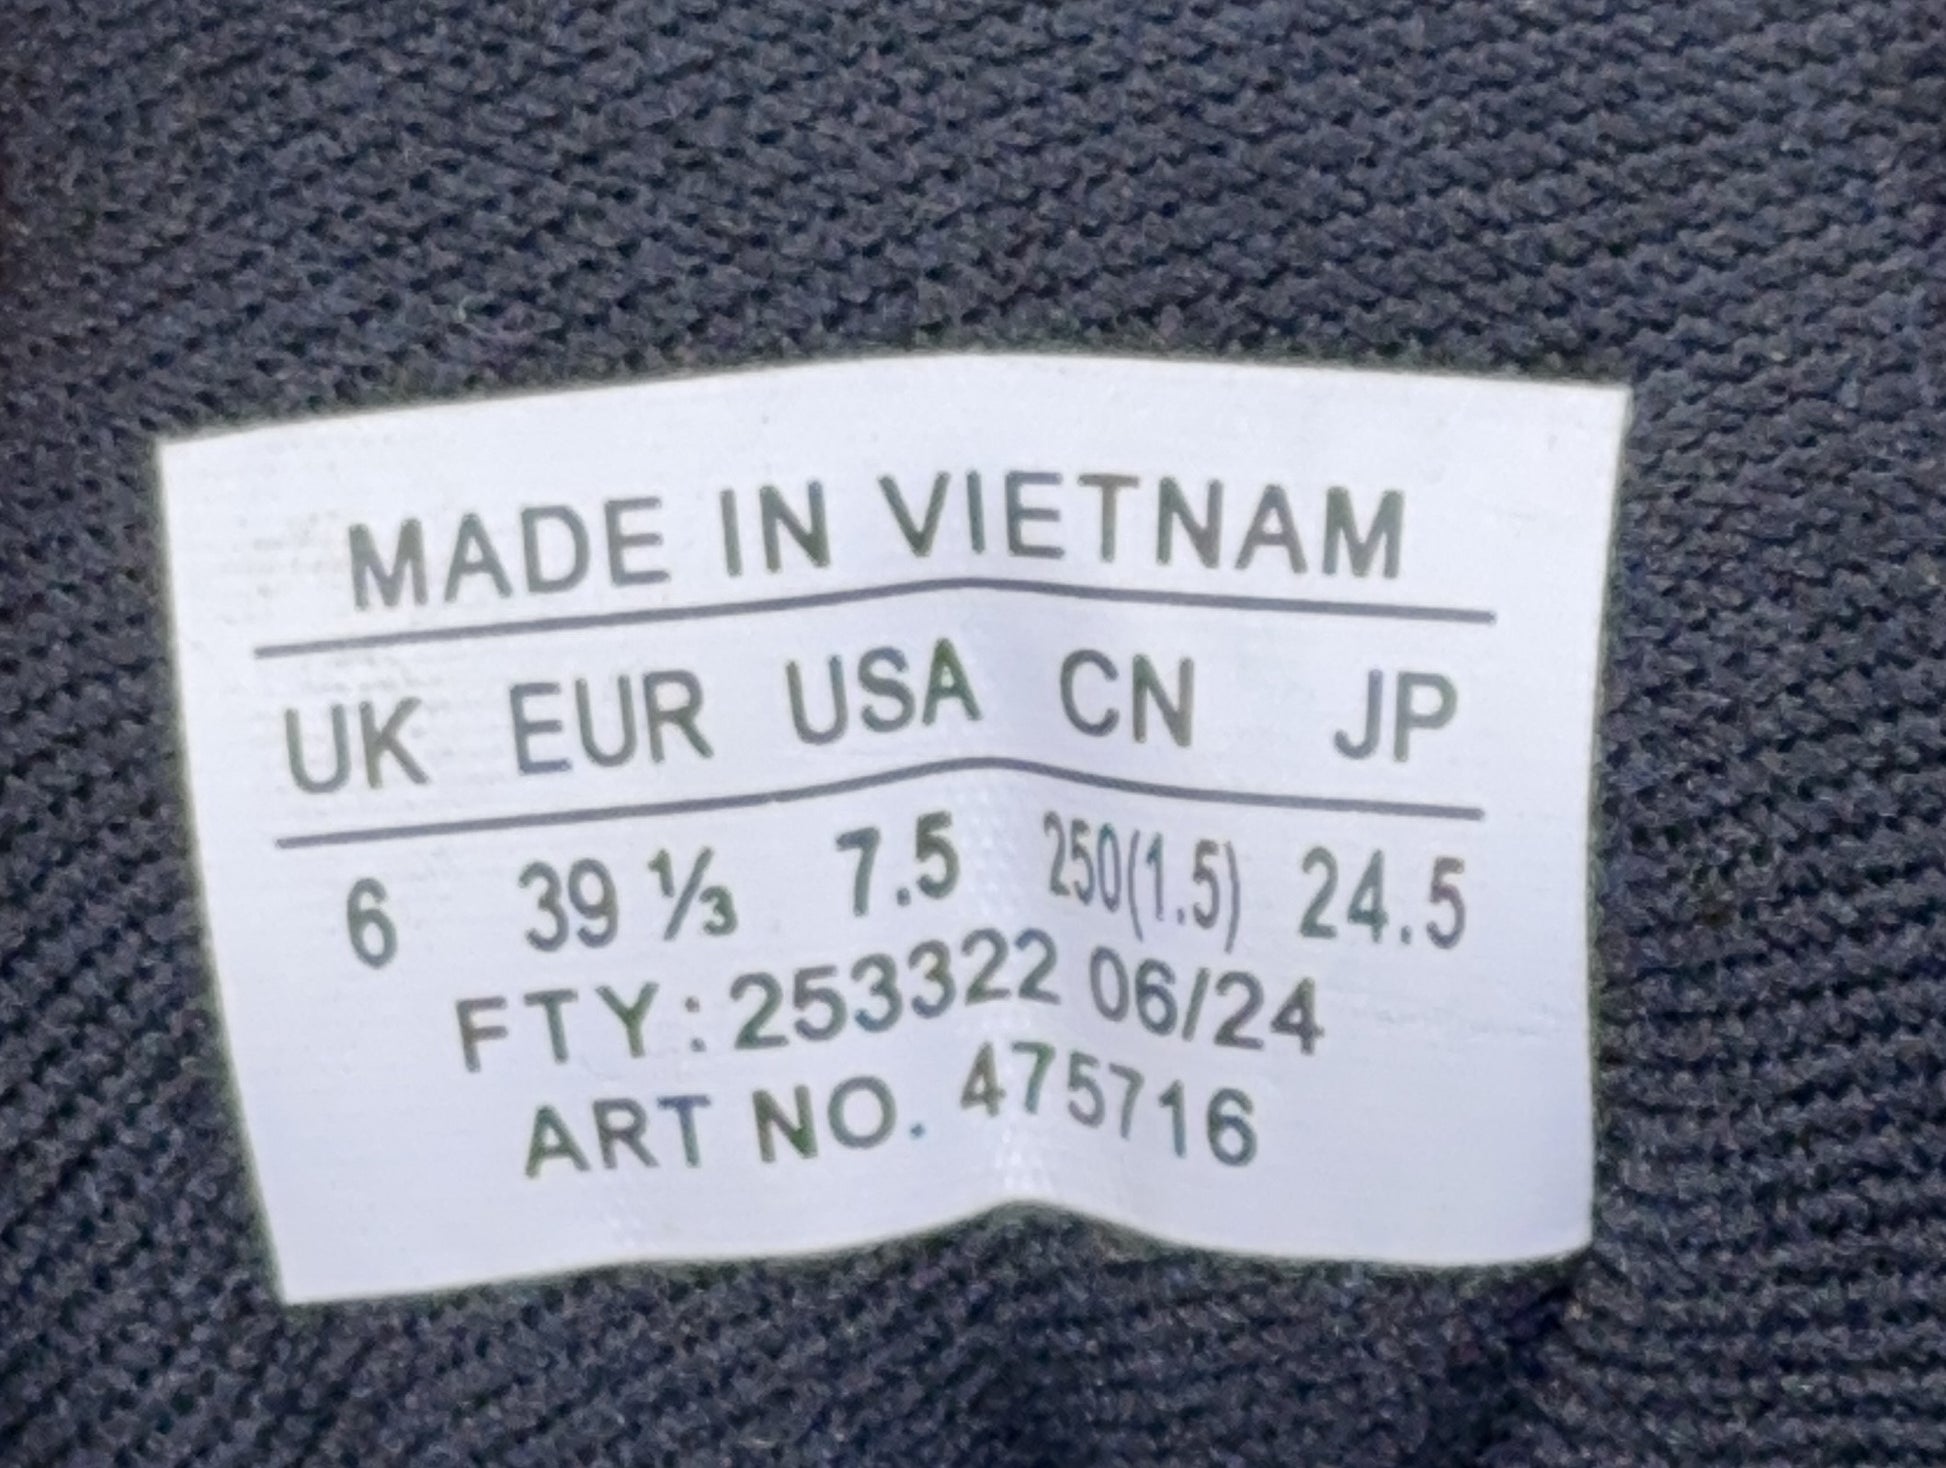 MADE IN VIETNAM
UK EUR USA CN JP
6 39 ⅓ 7.5 250(1.5) 24.5
FTY: 253322 06/24
ART NO. 475716